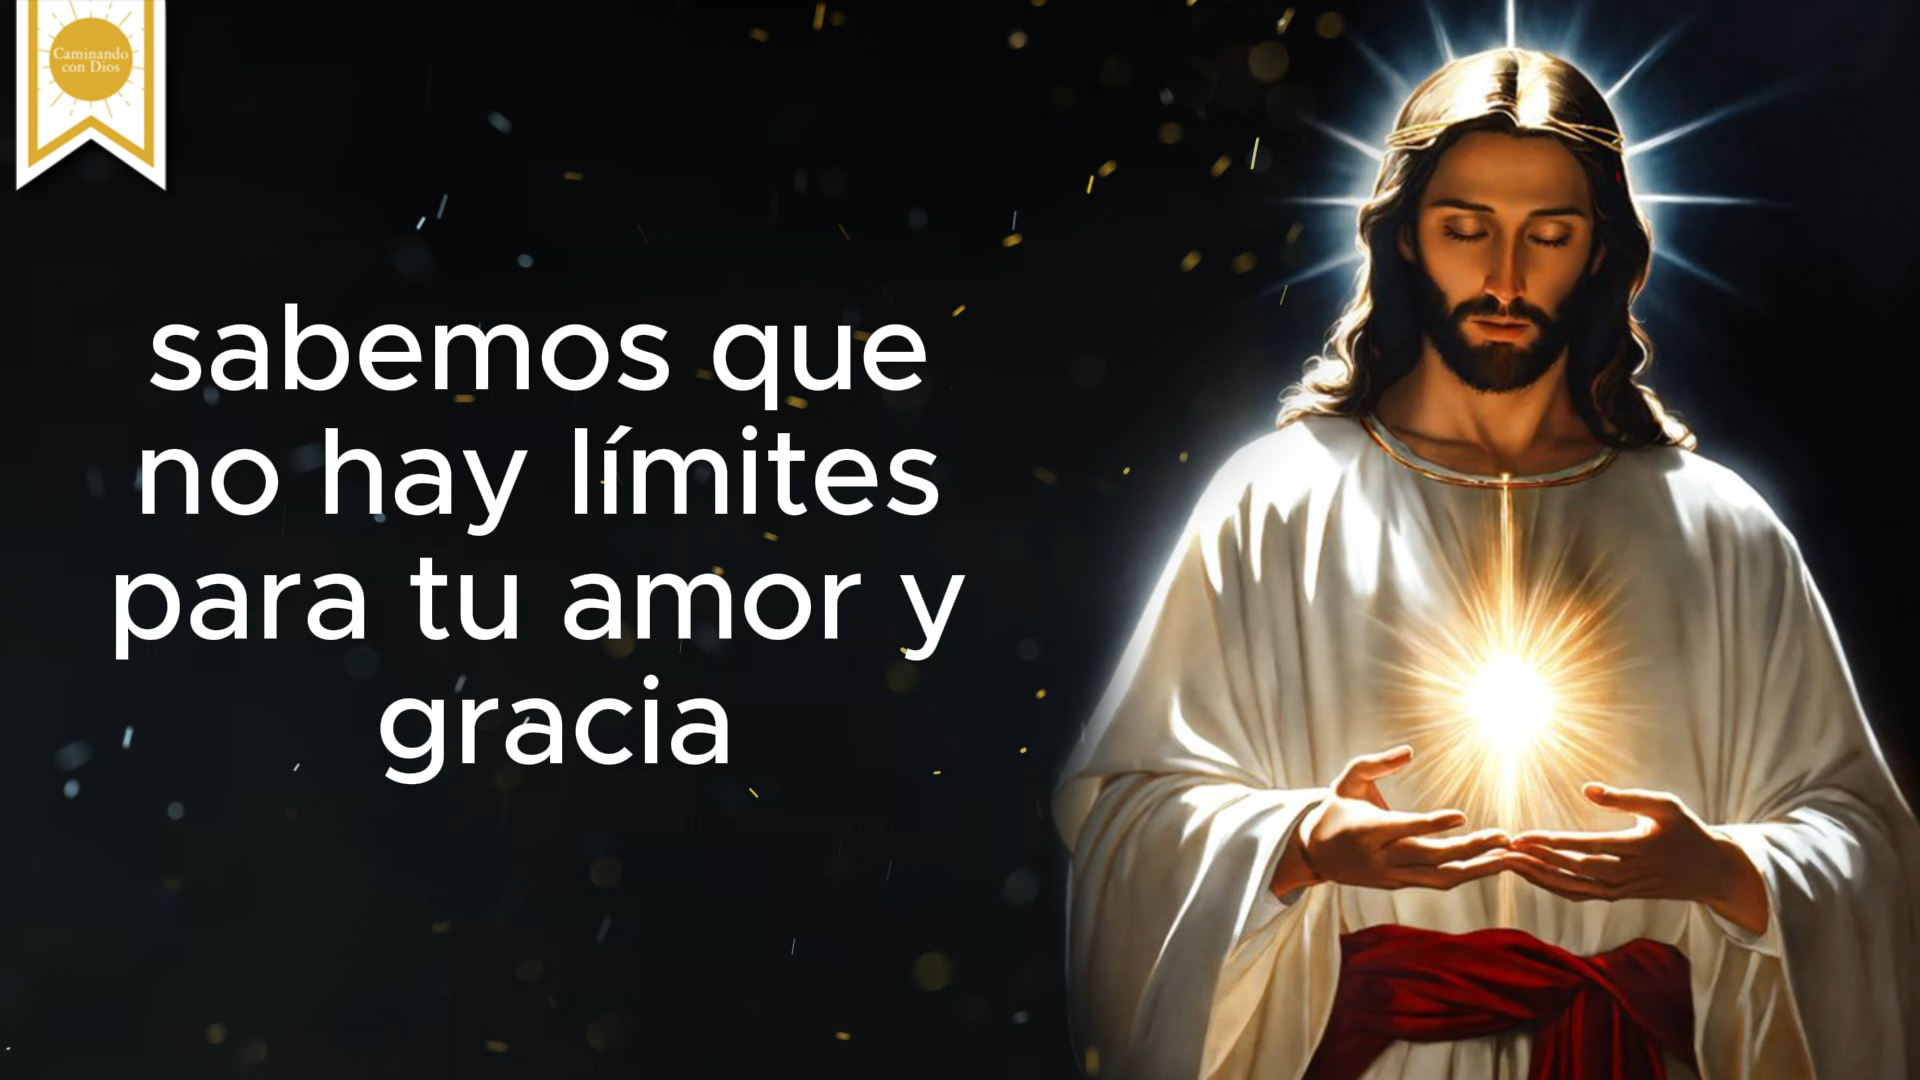 Caminando
con Dios
sabemos que
no hay límites
para tu amor y
gracia